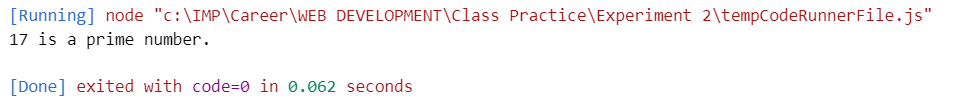 [Running] node "c:\IMP\Career\WEB DEVELOPMENT\Class Practice\Experiment 2\tempCodeRunnerFile.js"
17 is a prime number.
[Done] exited with code=0 in 0.062 seconds